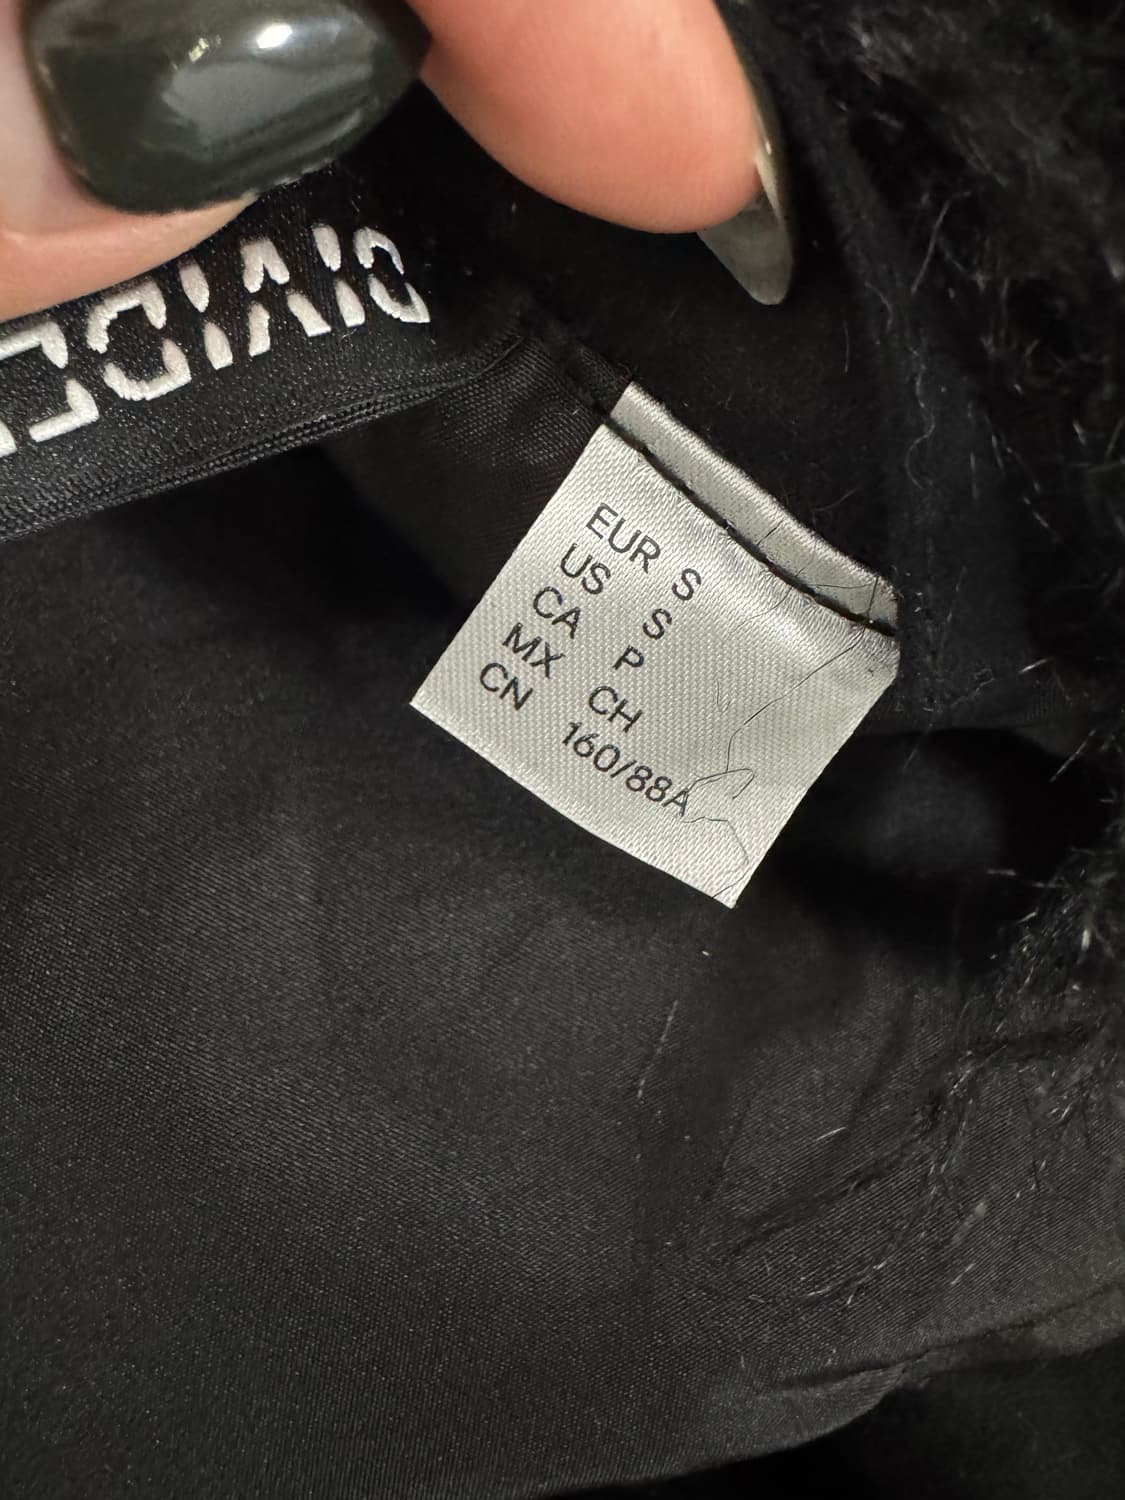 EUR S
US S
CA P
MX CH
CN 160/88A